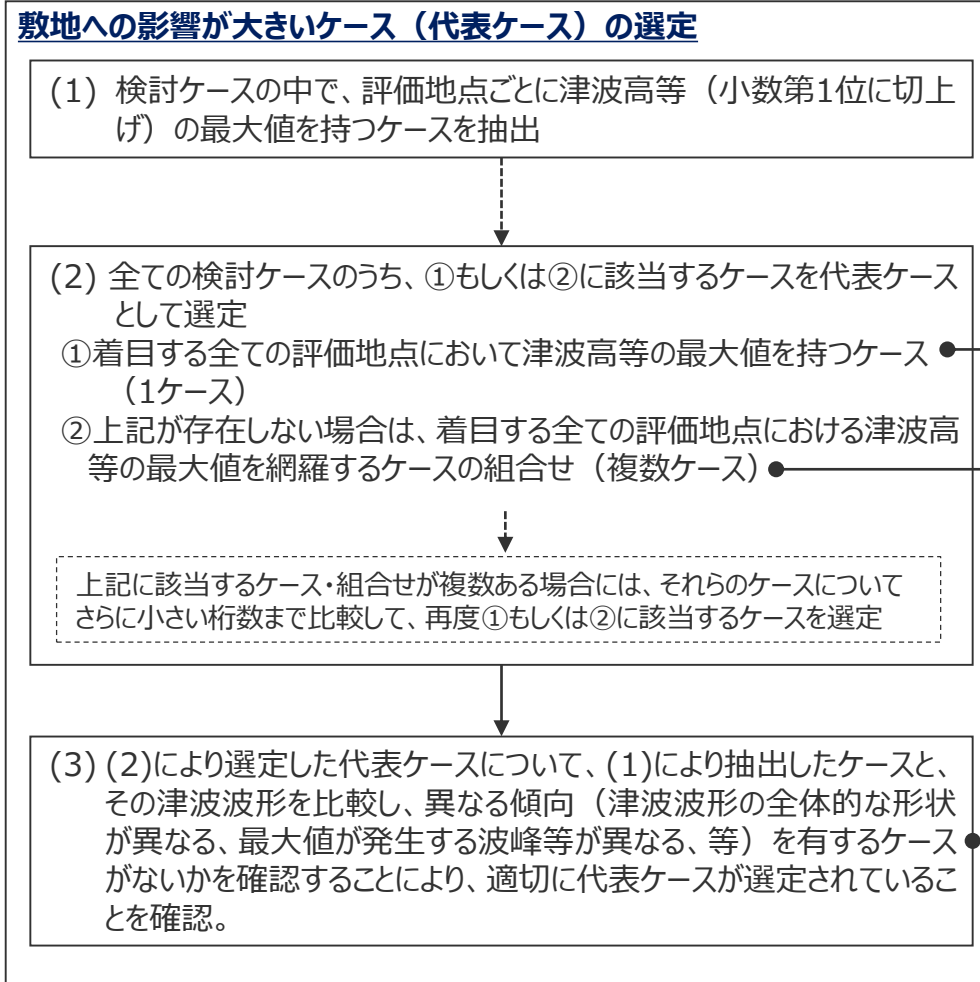 敷地への影響が大きいケース（代表ケース）の選定
(1) 検討ケースの中で、評価地点ごとに津波高等（小数第1位に切上
げ）の最大値を持つケースを抽出
(2) 全ての検討ケースのうち、①もしくは②に該当するケースを代表ケース
として選定
①着目する全ての評価地点において津波高等の最大値を持つケース
（1ケース）
②上記が存在しない場合は、着目する全ての評価地点における津波高
等の最大値を網羅するケースの組合せ（複数ケース）
上記に該当するケース・組合せが複数ある場合には、それらのケースについて
さらに小さい桁数まで比較して、再度①もしくは②に該当するケースを選定
(3) (2)により選定した代表ケースについて、(1)により抽出したケースと、
その津波波形を比較し、異なる傾向（津波波形の全体的な形状
が異なる、最大値が発生する波峰等が異なる、等）を有するケース
がないかを確認することにより、適切に代表ケースが選定されているこ
とを確認。